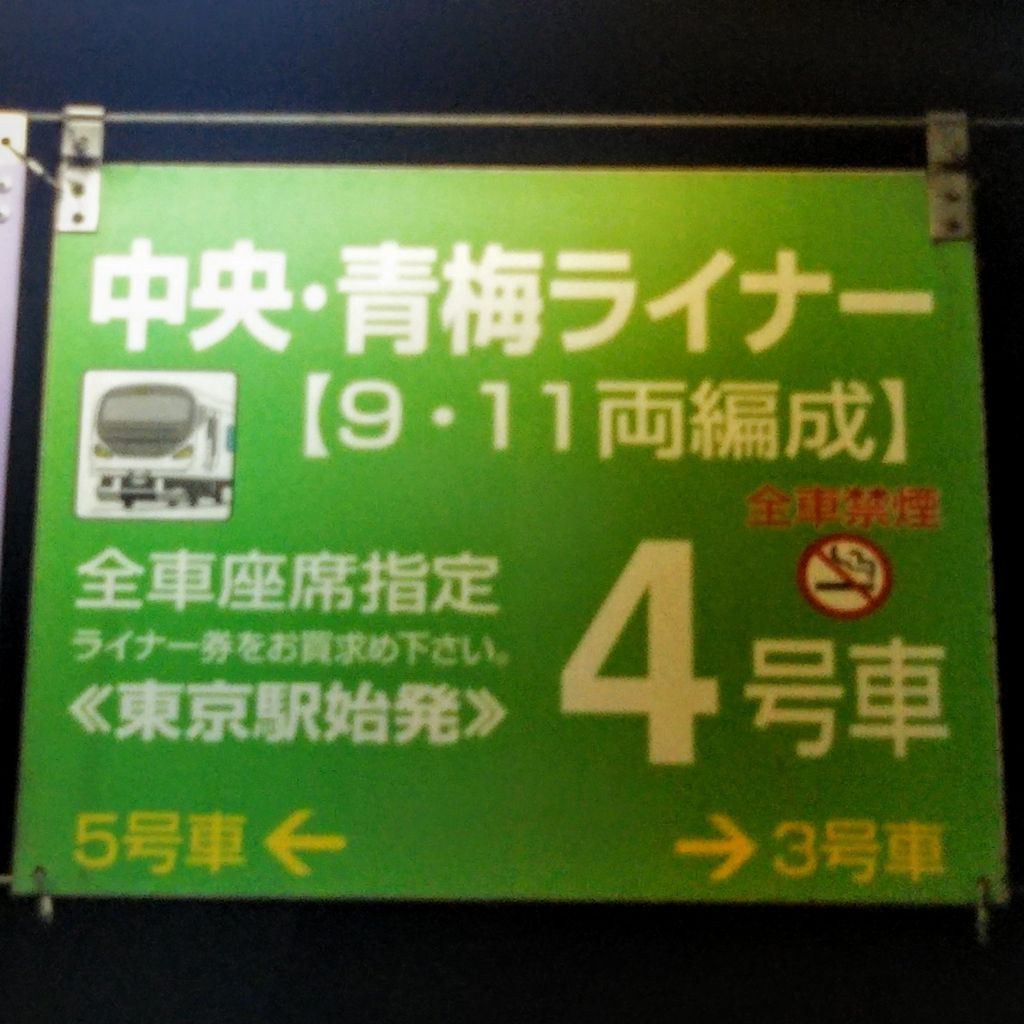 中央・青梅ライナー
【9・11両編成】
全車禁煙
全車座席指定
ライナー券をお買求め下さい。
《東京駅始発》
4号車
5号車 ←
→ 3号車